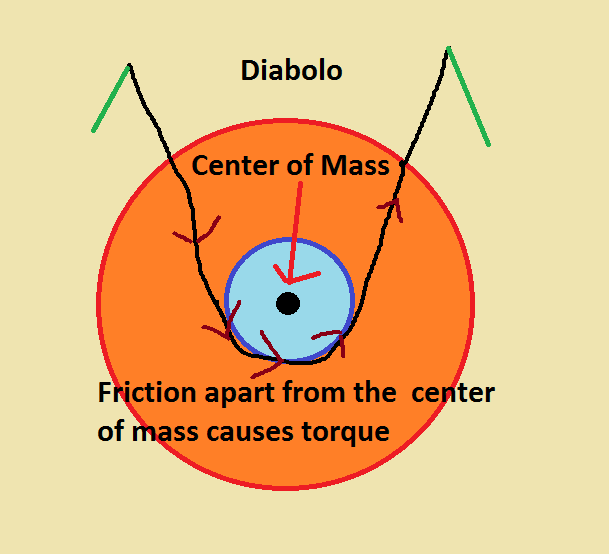 Diabolo
Center of Mass
Friction apart from the center
of mass causes torque